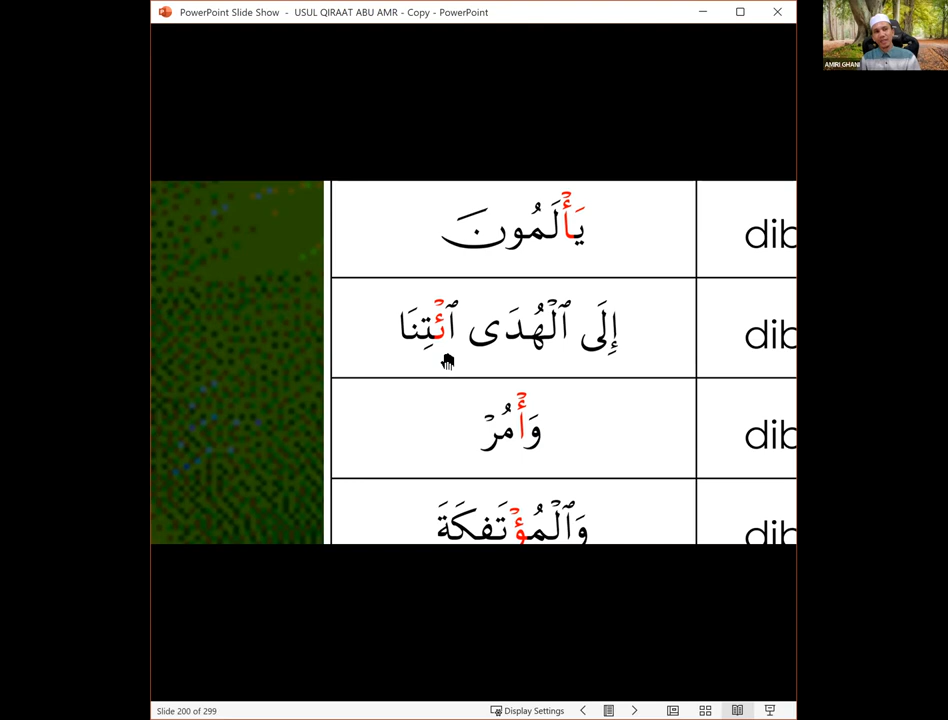 PowerPoint Slide Show - USUL QIRAAT ABU AMR - Copy - PowerPoint
AMIRI GHANI
يَأْلَمُونَ
dib
إِلَى ٱلْهُدَى ٱئْتِنَا
dib
وَأْمُرْ
dib
وَٱلْمُؤْتَفِكَةَ
dib
Slide 200 of 299
Display Settings